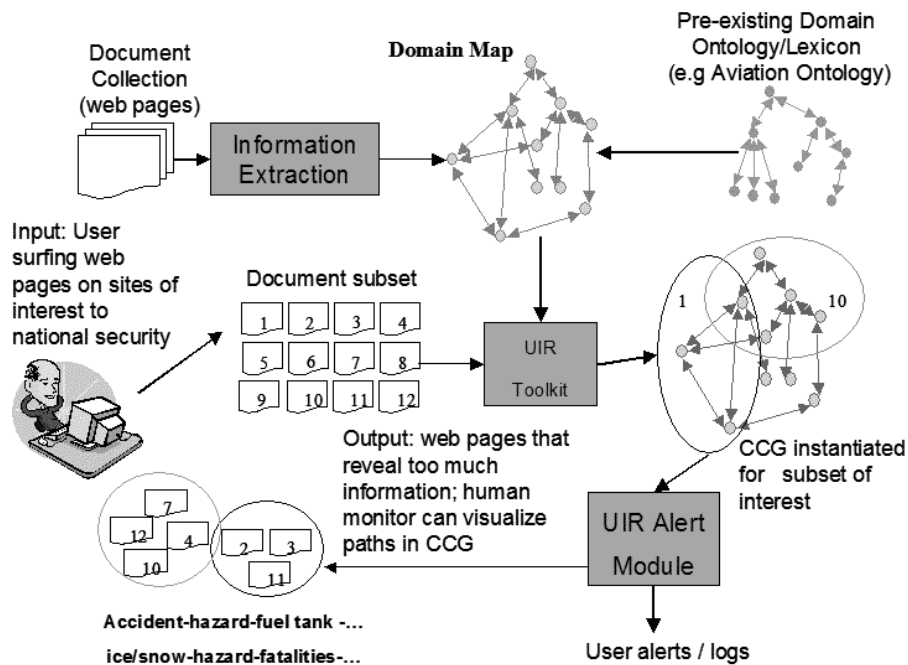 Document
Collection
(web pages)
Domain Map
Pre-existing Domain
Ontology/Lexicon
(e.g Aviation Ontology)
Information
Extraction
Input: User
surfing web
pages on sites of
interest to
national security
Document subset
1 2 3 4
5 6 7 8
9 10 11 12
UIR
Toolkit
1
10
CCG instantiated
for subset of
interest
Output: web pages that
reveal too much
information; human
monitor can visualize
paths in CCG
UIR Alert
Module
7
12 4
10
2 3
11
Accident-hazard-fuel tank -...
ice/snow-hazard-fatalities-...
User alerts / logs